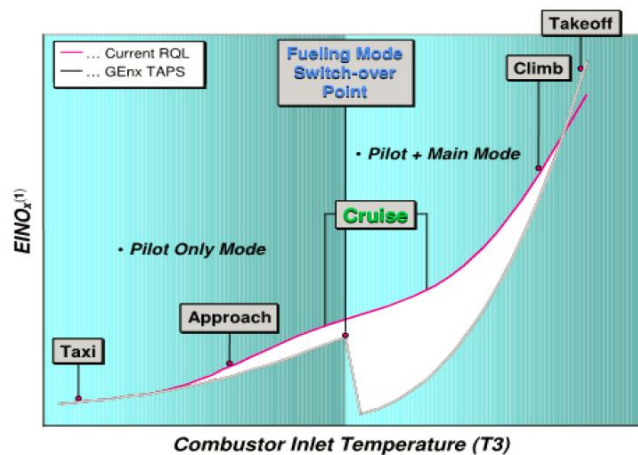 Takeoff
... Current RQL
... GEnx TAPS
Fueling Mode
Switch-over
Point
Climb
• Pilot + Main Mode
Cruise
• Pilot Only Mode
Approach
Taxi
EINOx(1)
Combustor Inlet Temperature (T3)